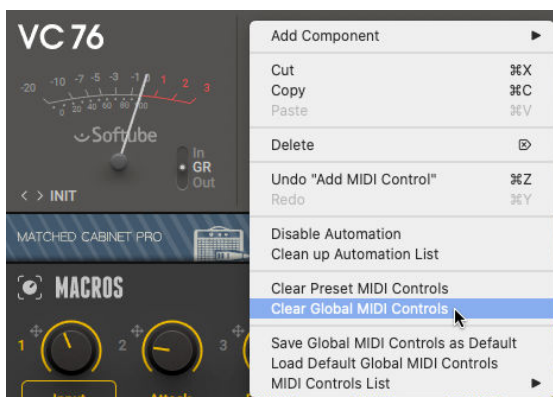 VC 76
-20 -10 -7 -5 -3 -1 0 1 2 3
0 20 40 60 80 100
Softube
In
GR
Out
< > INIT
MATCHED CABINET PRO
MACROS
1 2 3
Input Attack
Add Component ▶
Cut ⌘X
Copy ⌘C
Paste ⌘V
Delete ⌦
Undo "Add MIDI Control" ⌘Z
Redo ⌘Y
Disable Automation
Clean up Automation List
Clear Preset MIDI Controls
Clear Global MIDI Controls
Save Global MIDI Controls as Default
Load Default Global MIDI Controls
MIDI Controls List ▶